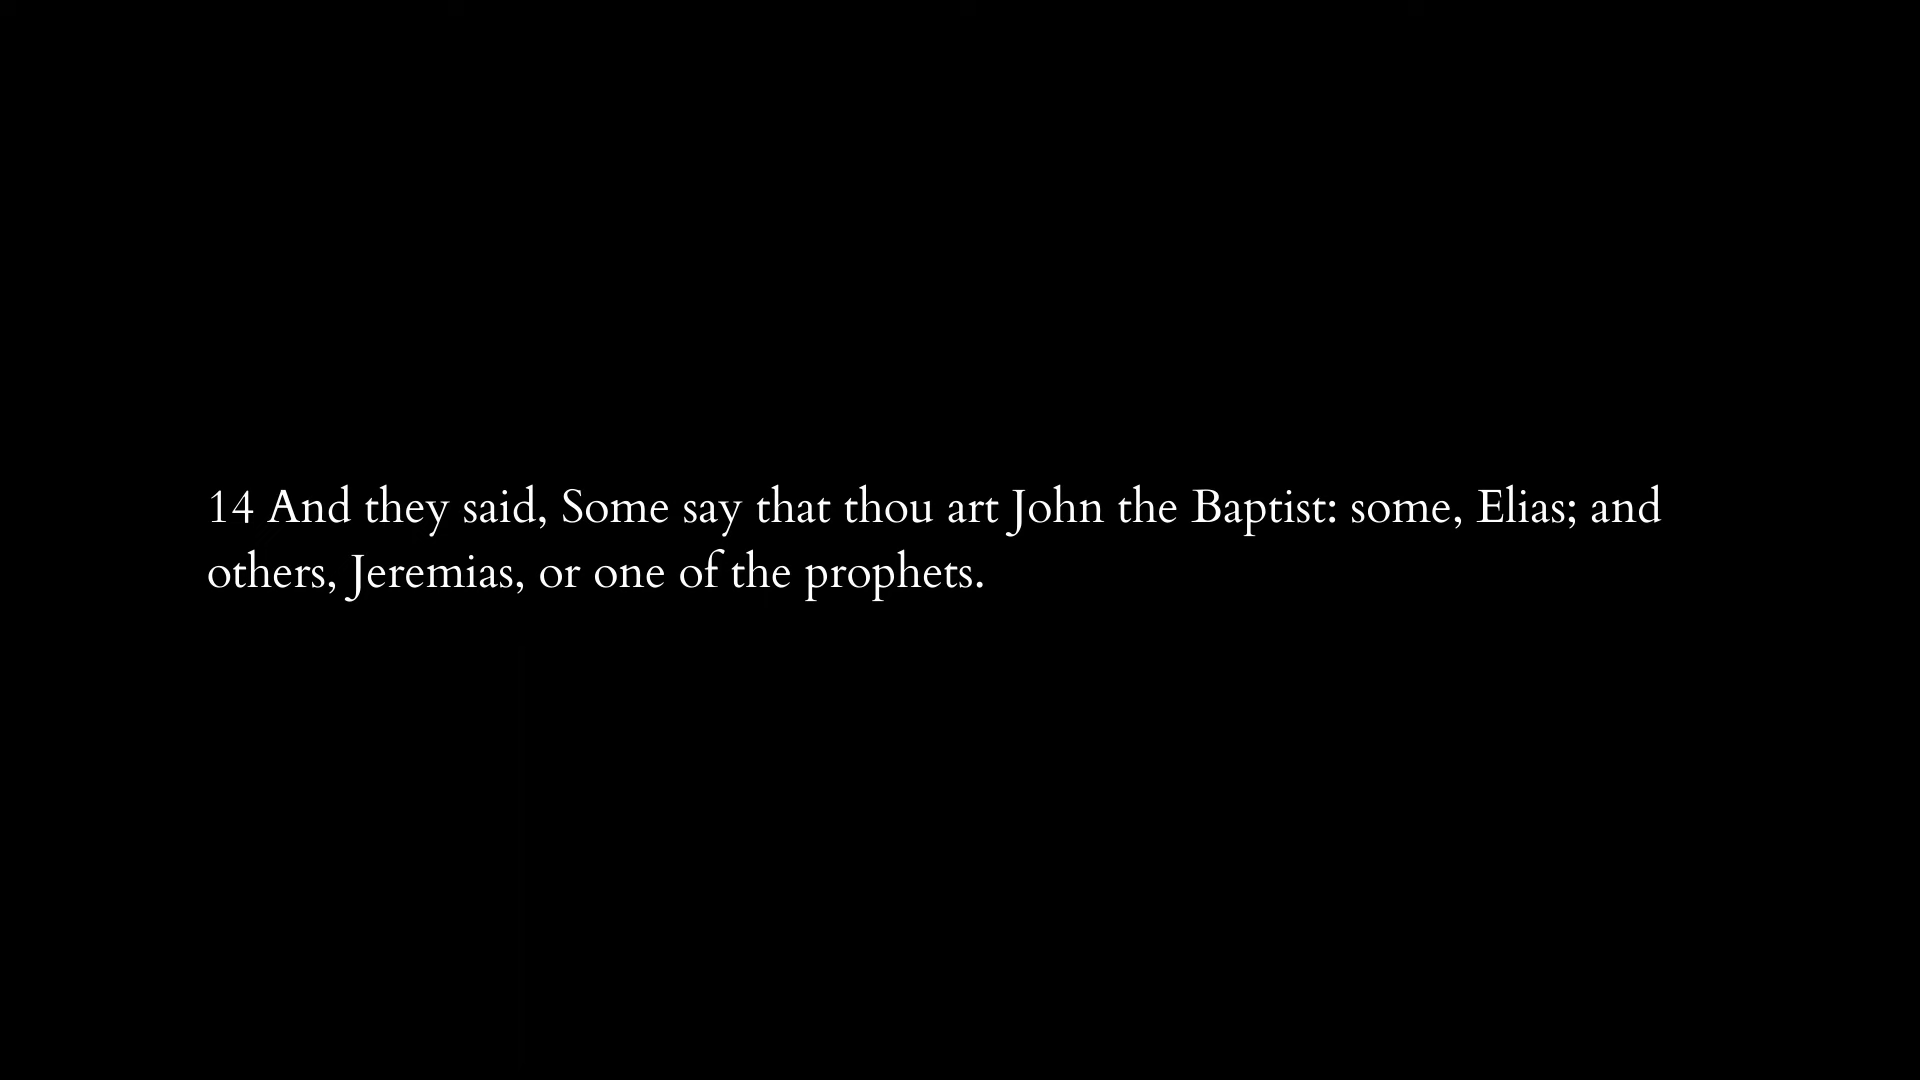 14 And they said, Some say that thou art John the Baptist: some, Elias; and
others, Jeremias, or one of the prophets.